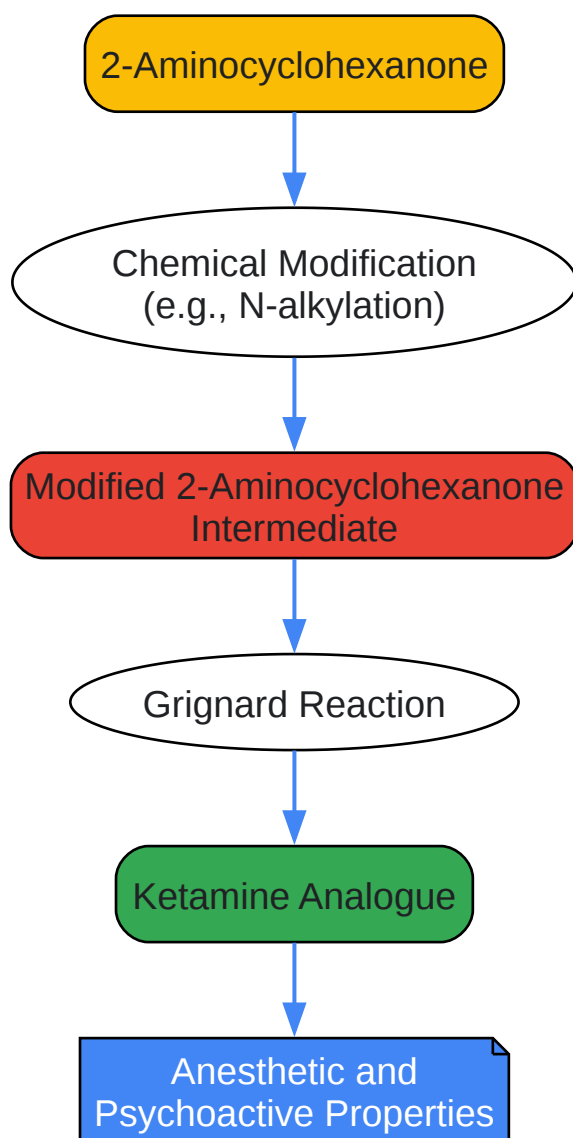 2-Aminocyclohexanone
Chemical Modification
(e.g., N-alkylation)
Modified 2-Aminocyclohexanone
Intermediate
Grignard Reaction
Ketamine Analogue
Anesthetic and
Psychoactive Properties